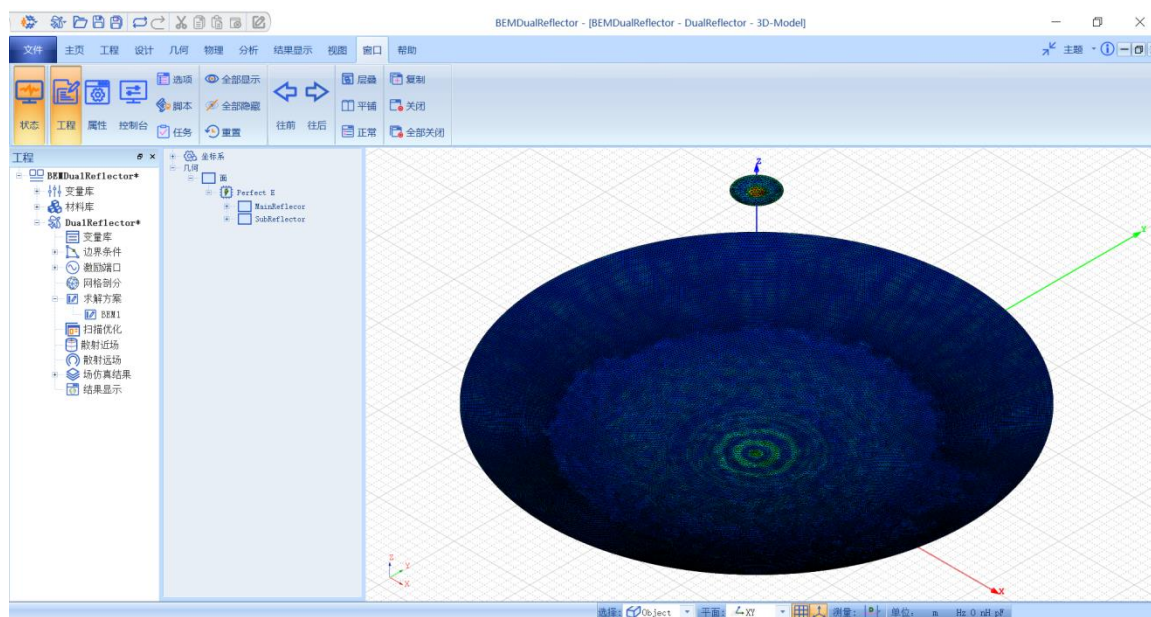 BEMDualReflector - [BEMDualReflector - DualReflector - 3D-Model]
文件 主页 工程 设计 几何 物理 分析 结果显示 视图 窗口 帮助 主题
选项 全部显示 层叠 复制
脚本 全部隐藏 平铺 关闭
状态 工程 属性 控制台 任务 重置 往前 往后 正常 全部关闭
工程
BEMDualReflector*
变量库
材料库
DualReflector*
变量库
边界条件
激励端口
网格剖分
求解方案
BEM1
扫描优化
散射近场
散射远场
场仿真结果
结果显示
坐标系
几何
面
Perfect E
MainReflecor
SubReflector
Z
Y
X
Z
Y
X
选择: Object 平面: XY 测量: 单位: m Hz O nH pF